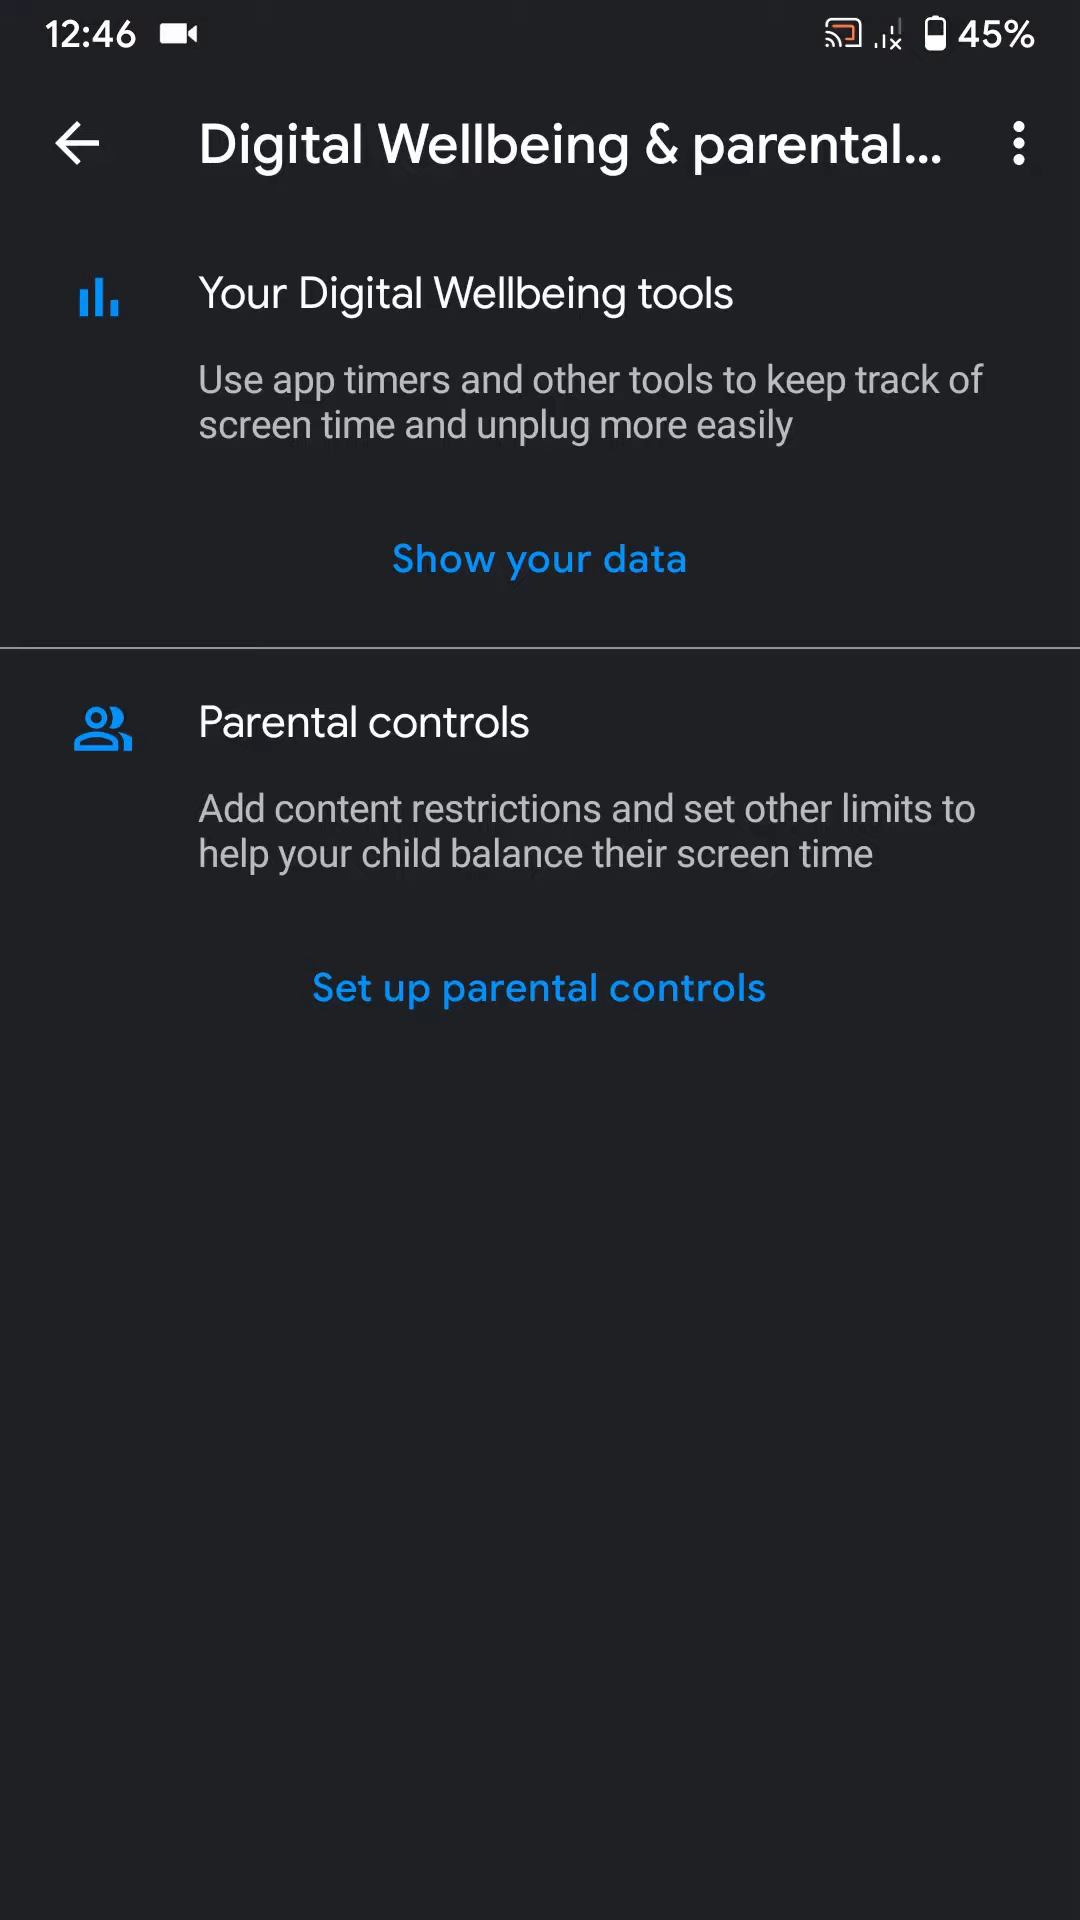 12:46
45%
Digital Wellbeing & parental...
Your Digital Wellbeing tools
Use app timers and other tools to keep track of
screen time and unplug more easily
Show your data
Parental controls
Add content restrictions and set other limits to
help your child balance their screen time
Set up parental controls